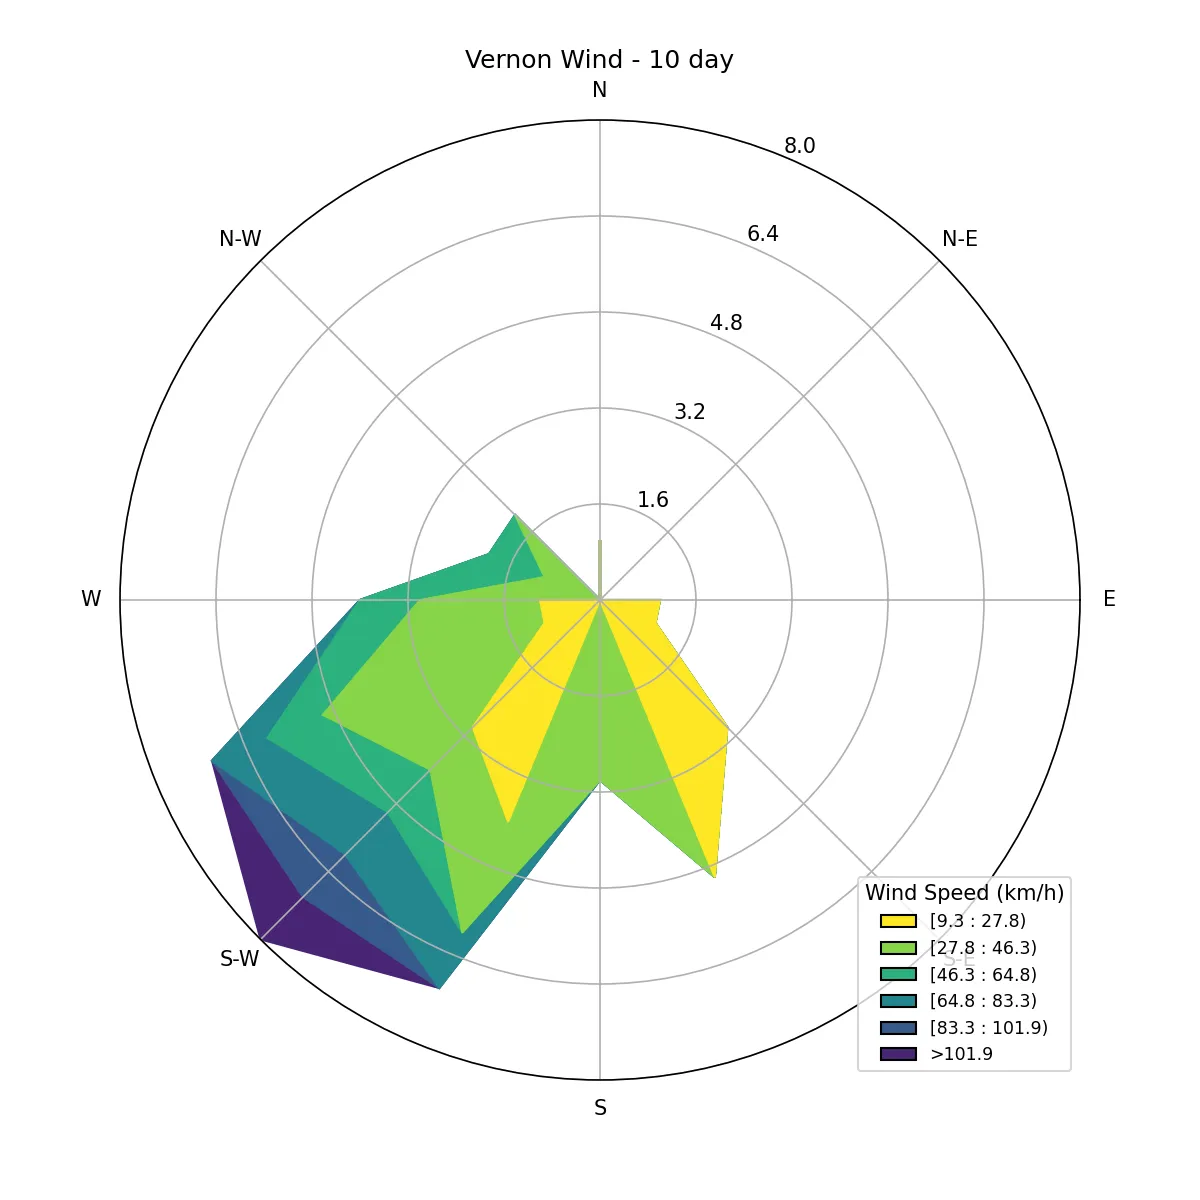 Vernon Wind - 10 day
N
8.0
N-W
6.4
N-E
4.8
3.2
1.6
W
E
Wind Speed (km/h)
[9.3 : 27.8)
[27.8 : 46.3)
S-W
S-E
[46.3 : 64.8)
[64.8 : 83.3)
[83.3 : 101.9)
>101.9
S